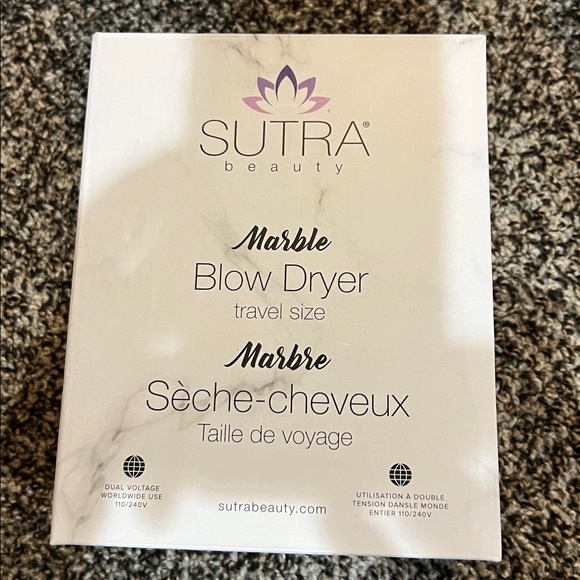 SUTRA®
beauty
Marble
Blow Dryer
travel size
Marbre
Sèche-cheveux
Taille de voyage
DUAL VOLTAGE
WORLDWIDE USE
110/240V
sutrabeauty.com
UTILISATION À DOUBLE
TENSION DANSLE MONDE
ENTIER 110/240V